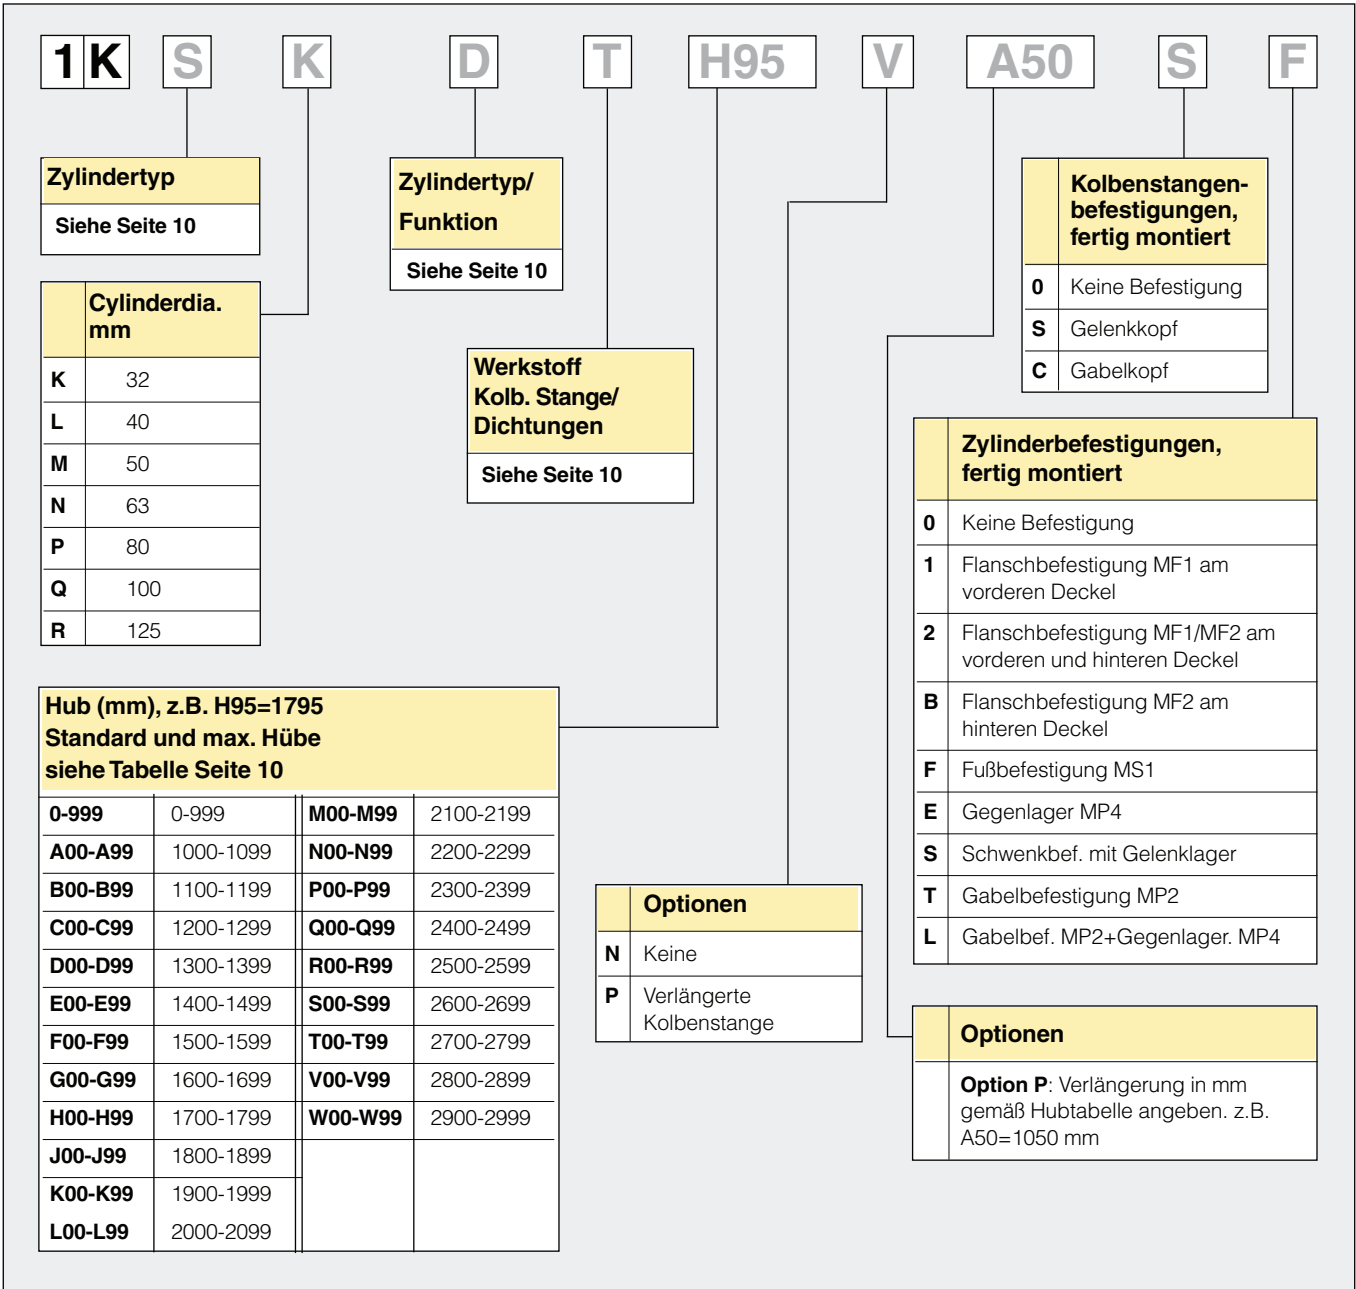 1 K S K D T H95 V A50 S F
Zylindertyp
Siehe Seite 10
Cylinderdia.
mm
K 32
L 40
M 50
N 63
P 80
Q 100
R 125
Zylindertyp/
Funktion
Siehe Seite 10
Werkstoff
Kolb. Stange/
Dichtungen
Siehe Seite 10
Kolbenstangen-
befestigungen,
fertig montiert
0 Keine Befestigung
S Gelenkkopf
C Gabelkopf
Zylinderbefestigungen,
fertig montiert
0 Keine Befestigung
1 Flanschbefestigung MF1 am
vorderen Deckel
2 Flanschbefestigung MF1/MF2 am
vorderen und hinteren Deckel
B Flanschbefestigung MF2 am
hinteren Deckel
F Fußbefestigung MS1
E Gegenlager MP4
S Schwenkbef. mit Gelenklager
T Gabelbefestigung MP2
L Gabelbef. MP2+Gegenlager. MP4
Hub (mm), z.B. H95=1795
Standard und max. Hübe
siehe Tabelle Seite 10
0-999 0-999 M00-M99 2100-2199
A00-A99 1000-1099 N00-N99 2200-2299
B00-B99 1100-1199 P00-P99 2300-2399
C00-C99 1200-1299 Q00-Q99 2400-2499
D00-D99 1300-1399 R00-R99 2500-2599
E00-E99 1400-1499 S00-S99 2600-2699
F00-F99 1500-1599 T00-T99 2700-2799
G00-G99 1600-1699 V00-V99 2800-2899
H00-H99 1700-1799 W00-W99 2900-2999
J00-J99 1800-1899
K00-K99 1900-1999
L00-L99 2000-2099
Optionen
N Keine
P Verlängerte
Kolbenstange
Optionen
Option P: Verlängerung in mm
gemäß Hubtabelle angeben. z.B.
A50=1050 mm